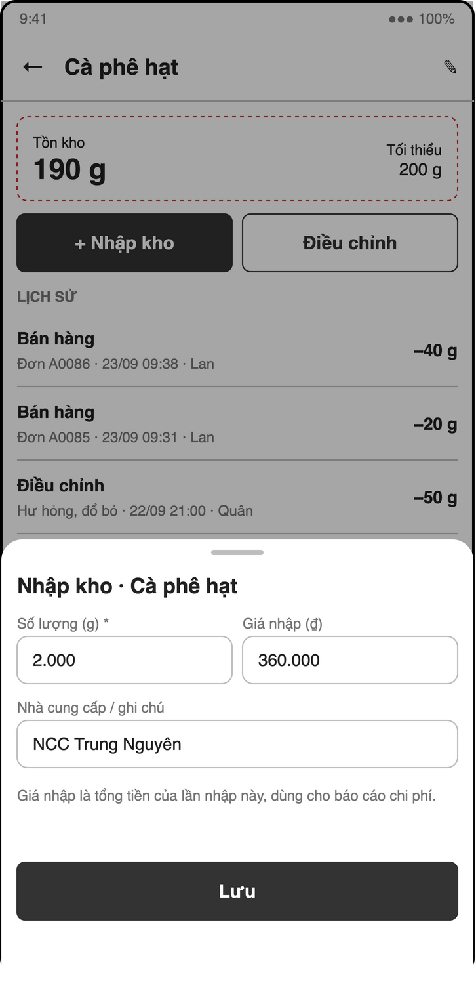 9:41 ●●● 100%
← Cà phê hạt ✎
Tồn kho
190 g
Tối thiểu
200 g
+ Nhập kho
Điều chỉnh
LỊCH SỬ
Bán hàng
Đơn A0086 · 23/09 09:38 · Lan
–40 g
Bán hàng
Đơn A0085 · 23/09 09:31 · Lan
–20 g
Điều chỉnh
Hư hỏng, đổ bỏ · 22/09 21:00 · Quân
–50 g
Nhập kho · Cà phê hạt
Số lượng (g) *
2.000
Giá nhập (₫)
360.000
Nhà cung cấp / ghi chú
NCC Trung Nguyên
Giá nhập là tổng tiền của lần nhập này, dùng cho báo cáo chi phí.
Lưu